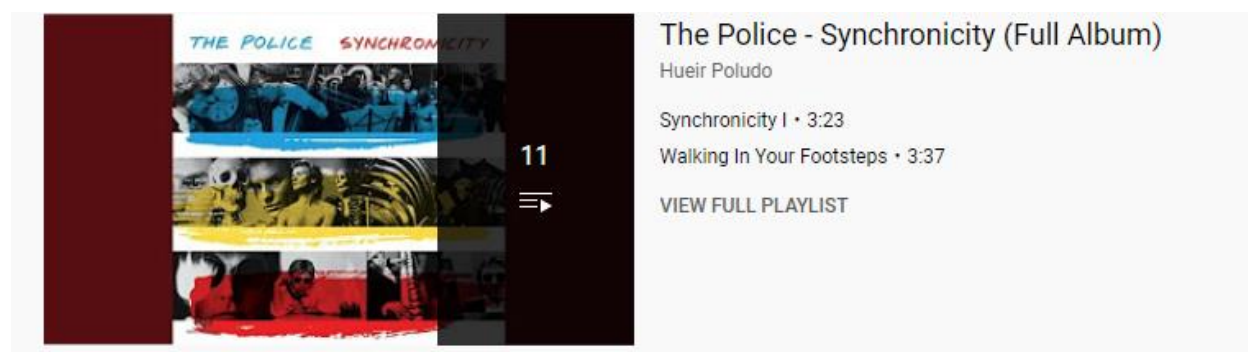 THE POLICE SYNCHRONICITY
11
The Police - Synchronicity (Full Album)
Hueir Poludo
Synchronicity I • 3:23
Walking In Your Footsteps • 3:37
VIEW FULL PLAYLIST